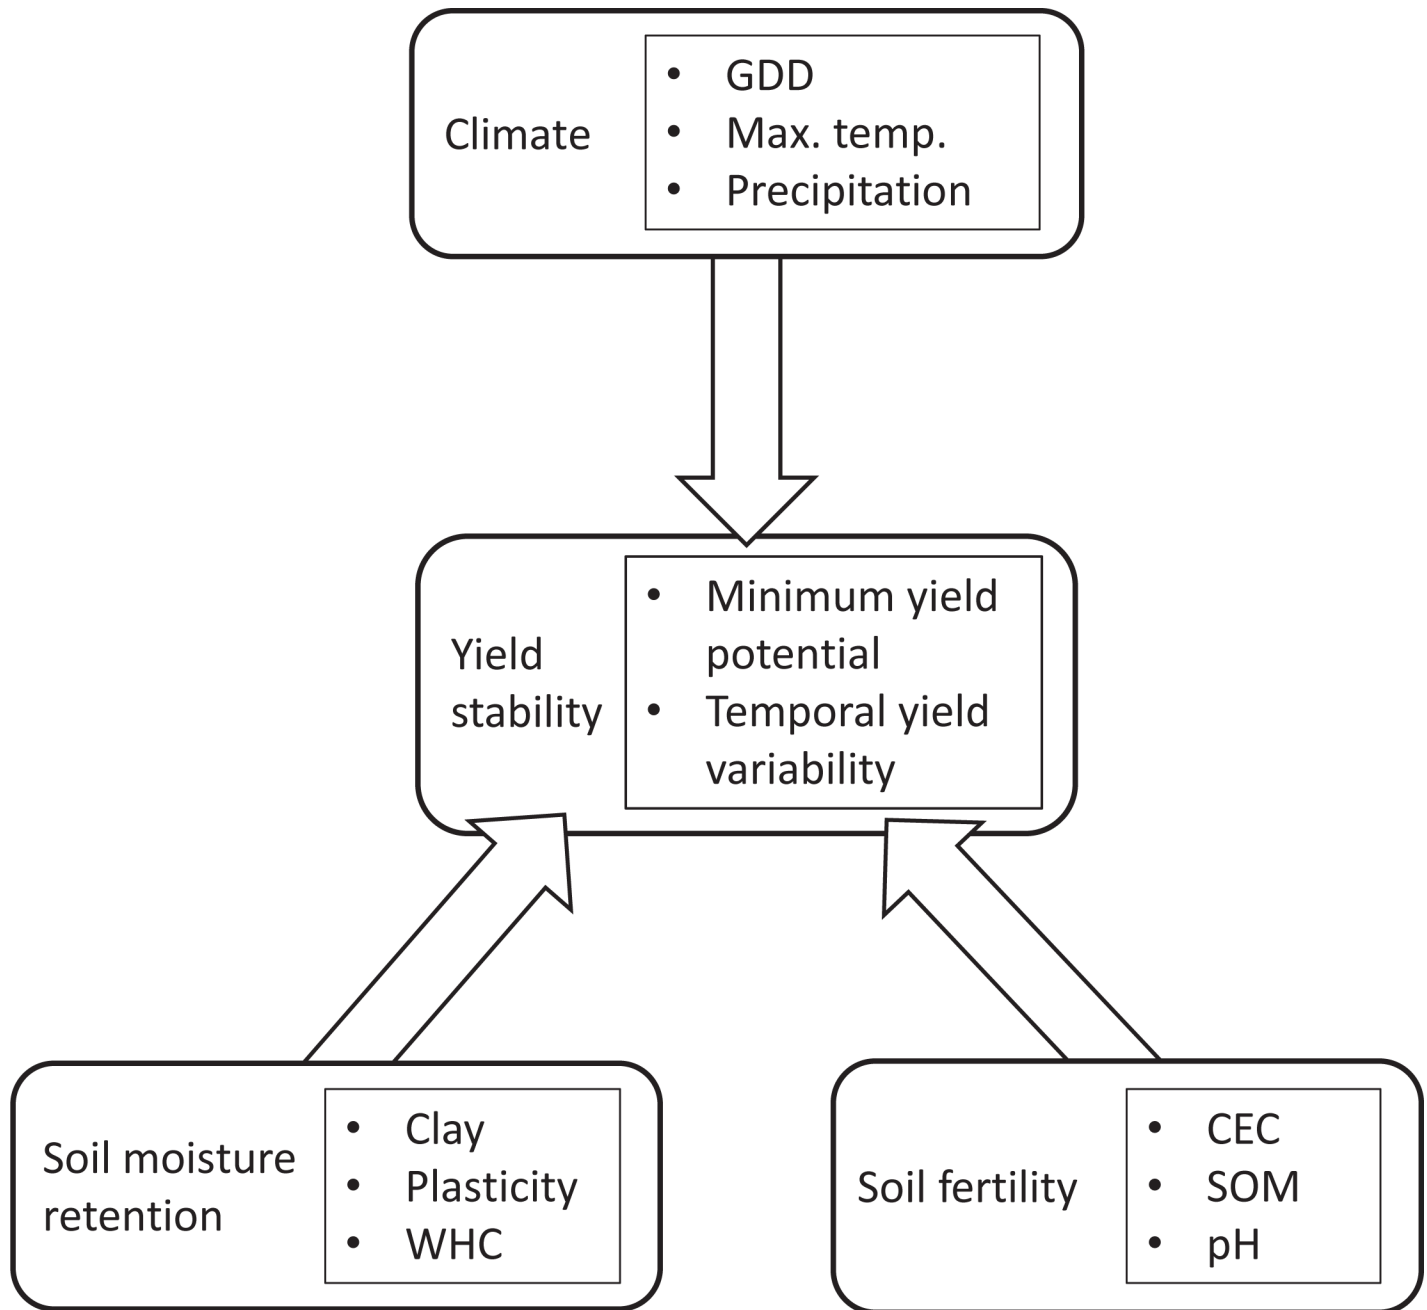 Climate
• GDD
• Max. temp.
• Precipitation
Yield
stability
• Minimum yield
potential
• Temporal yield
variability
Soil moisture
retention
• Clay
• Plasticity
• WHC
Soil fertility
• CEC
• SOM
• pH